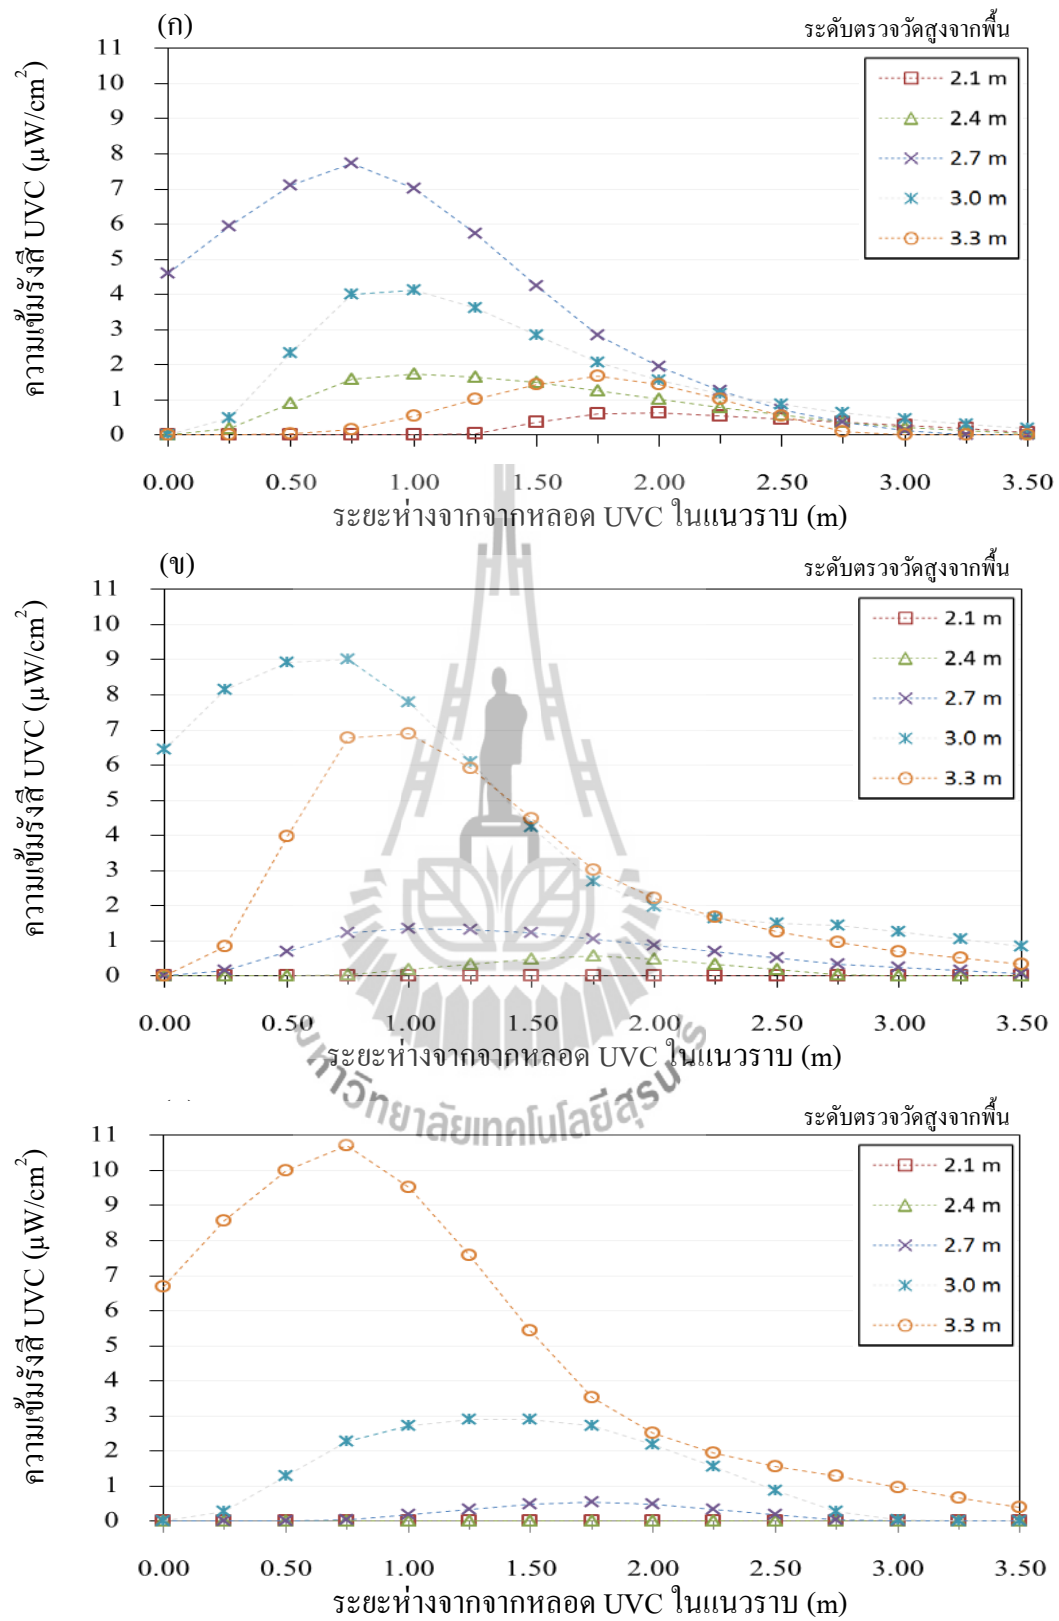 (ก)
ระดับตรวจวัดสูงจากพื้น
ความเข้มรังสี UVC (µW/cm²)
11
10
9
8
7
6
5
4
3
2
1
0
2.1 m
2.4 m
2.7 m
3.0 m
3.3 m
0.00 0.50 1.00 1.50 2.00 2.50 3.00 3.50
ระยะห่างจากจากหลอด UVC ในแนวราบ (m)
(ข)
ระดับตรวจวัดสูงจากพื้น
ความเข้มรังสี UVC (µW/cm²)
11
10
9
8
7
6
5
4
3
2
1
0
2.1 m
2.4 m
2.7 m
3.0 m
3.3 m
0.00 0.50 1.00 1.50 2.00 2.50 3.00 3.50
ระยะห่างจากจากหลอด UVC ในแนวราบ (m)
มหาวิทยาลัยเทคโนโลยีสุรนารี
ระดับตรวจวัดสูงจากพื้น
ความเข้มรังสี UVC (µW/cm²)
11
10
9
8
7
6
5
4
3
2
1
0
2.1 m
2.4 m
2.7 m
3.0 m
3.3 m
0.00 0.50 1.00 1.50 2.00 2.50 3.00 3.50
ระยะห่างจากจากหลอด UVC ในแนวราบ (m)